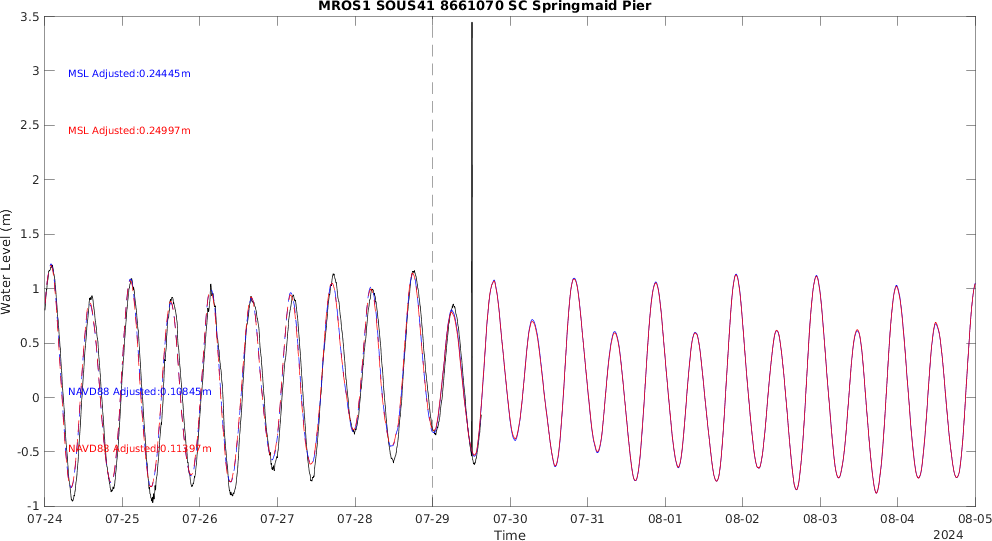 MROS1 SOUS41 8661070 SC Springmaid Pier
3.5
3
2.5
2
1.5
1
0.5
0
-0.5
-1
Water Level (m)
MSL Adjusted:0.24445m
MSL Adjusted:0.24997m
NAVD88 Adjusted:0.10845m
NAVD88 Adjusted:0.11397m
07-24 07-25 07-26 07-27 07-28 07-29 07-30 07-31 08-01 08-02 08-03 08-04 08-05
Time
2024